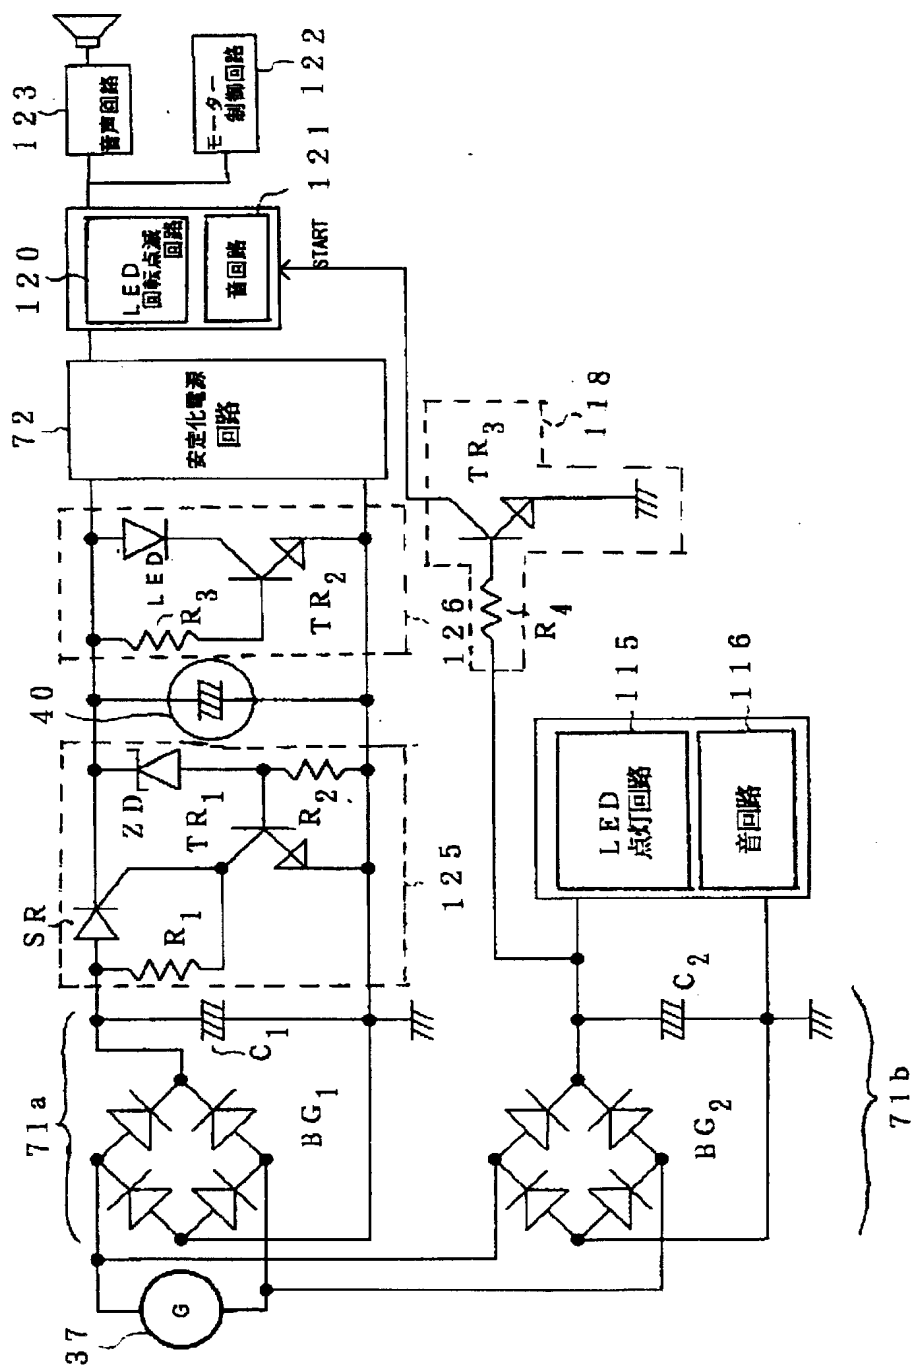 37
G
71a
BG1
C1
SR
R1
TR1
ZD
R2
125
40
R3
LED
TR2
126
72
安定化電源
回路
120
LED
回転点滅
回路
音回路
121
START
123
音声回路
モーター
制御回路
122
118
TR3
R4
71b
BG2
C2
LED
点灯回路
音回路
115
116